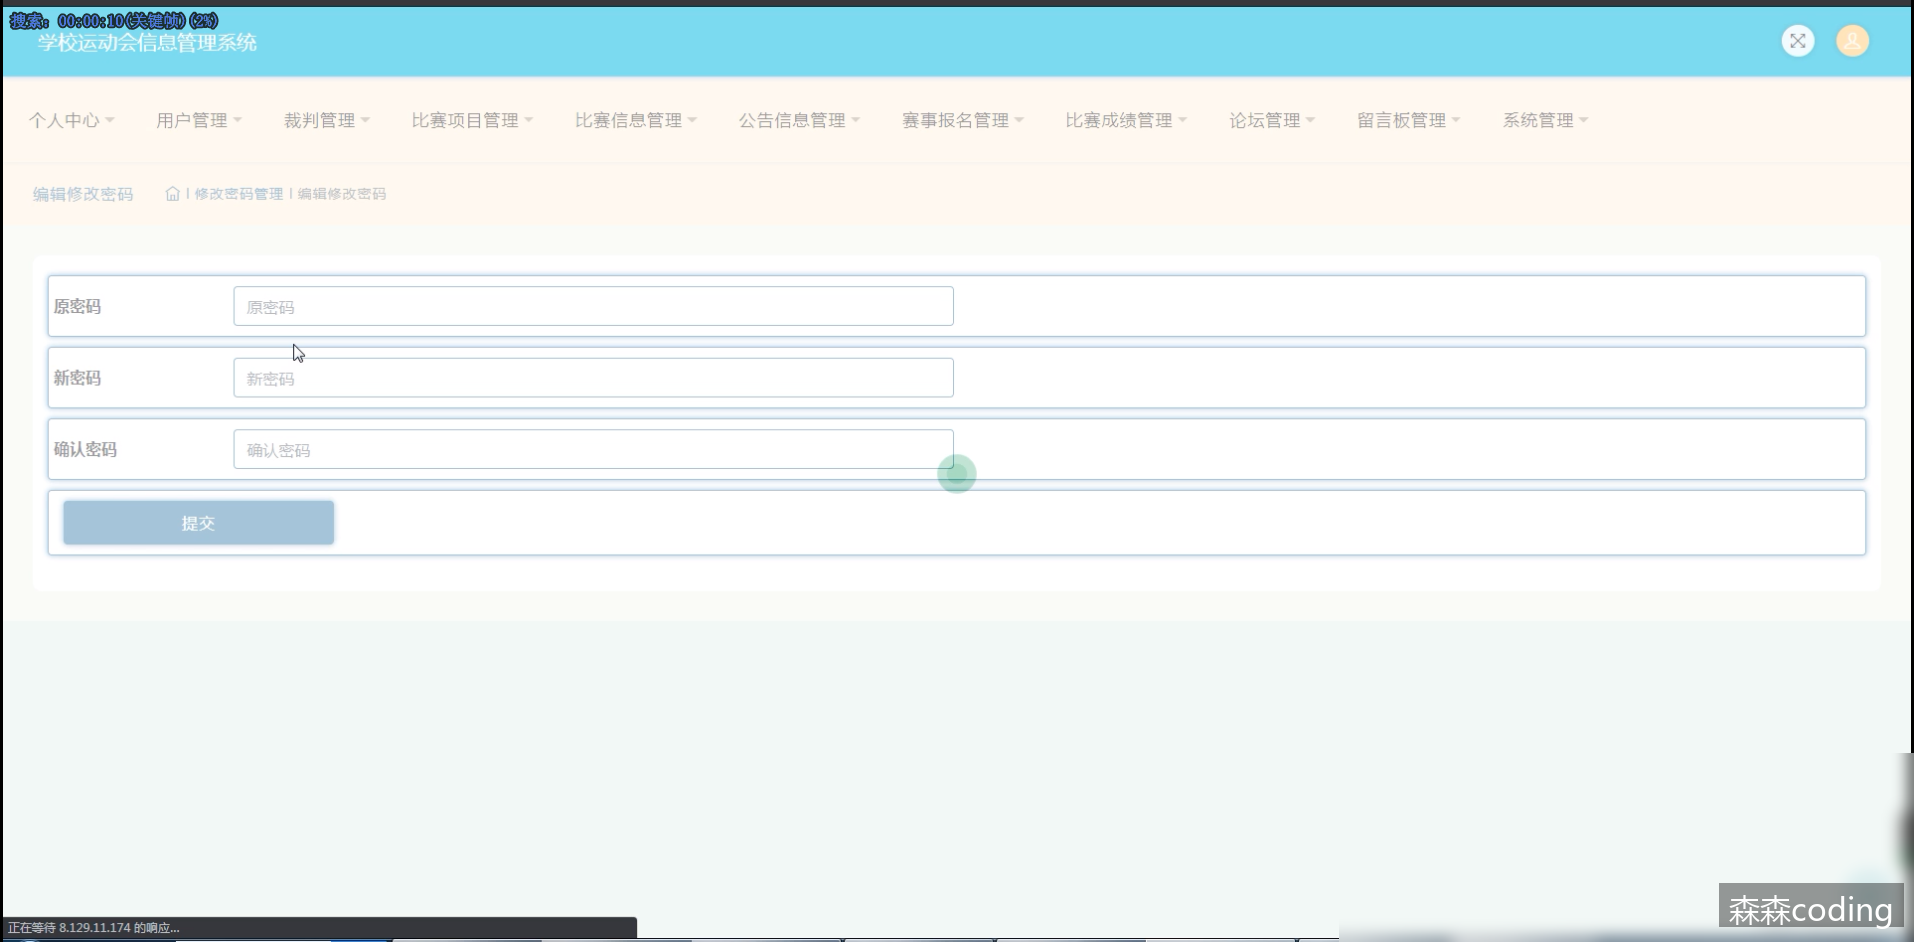 搜索：00:00:10(关键帧)(2%)
学校运动会信息管理系统
个人中心 用户管理 裁判管理 比赛项目管理 比赛信息管理 公告信息管理 赛事报名管理 比赛成绩管理 论坛管理 留言板管理 系统管理
编辑修改密码 | 修改密码管理 | 编辑修改密码
原密码 原密码
新密码 新密码
确认密码 确认密码
提交
森森coding
正在等待 8.129.11.174 的响应...